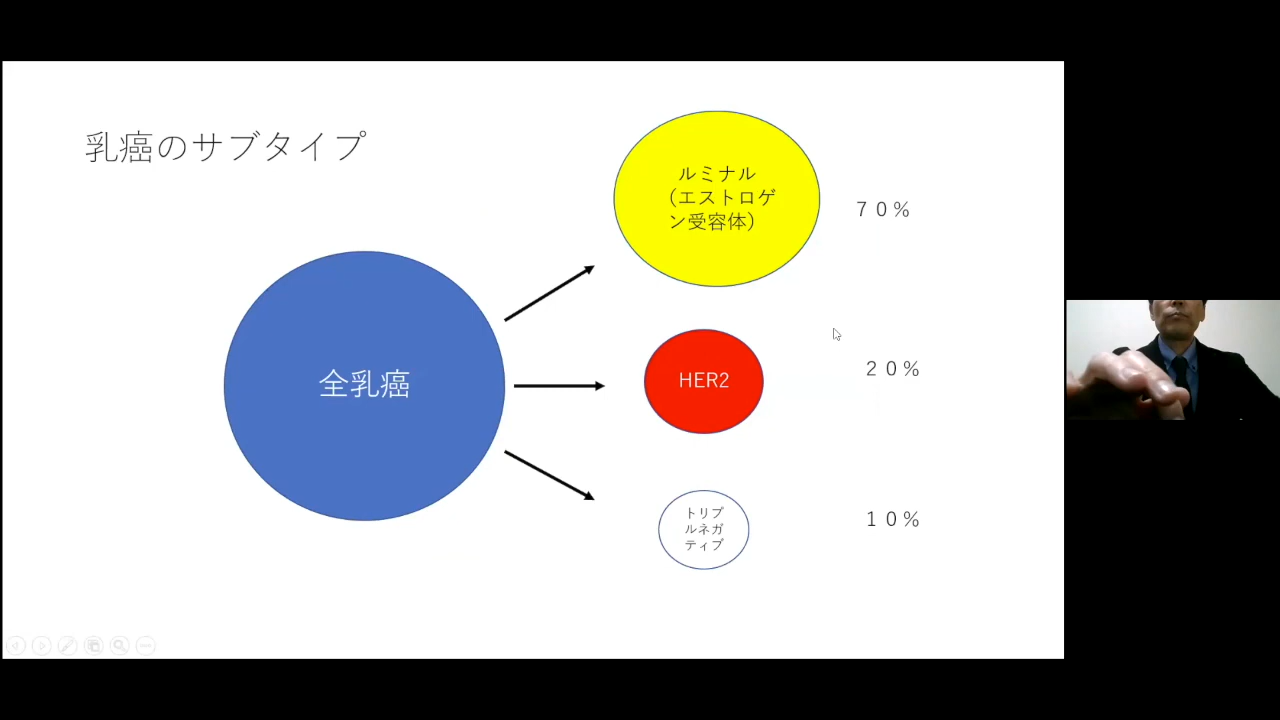 乳癌のサブタイプ
全乳癌
ルミナル
（エストロゲ
ン受容体）
７０％
HER2
２０％
トリプ
ルネガ
ティブ
１０％